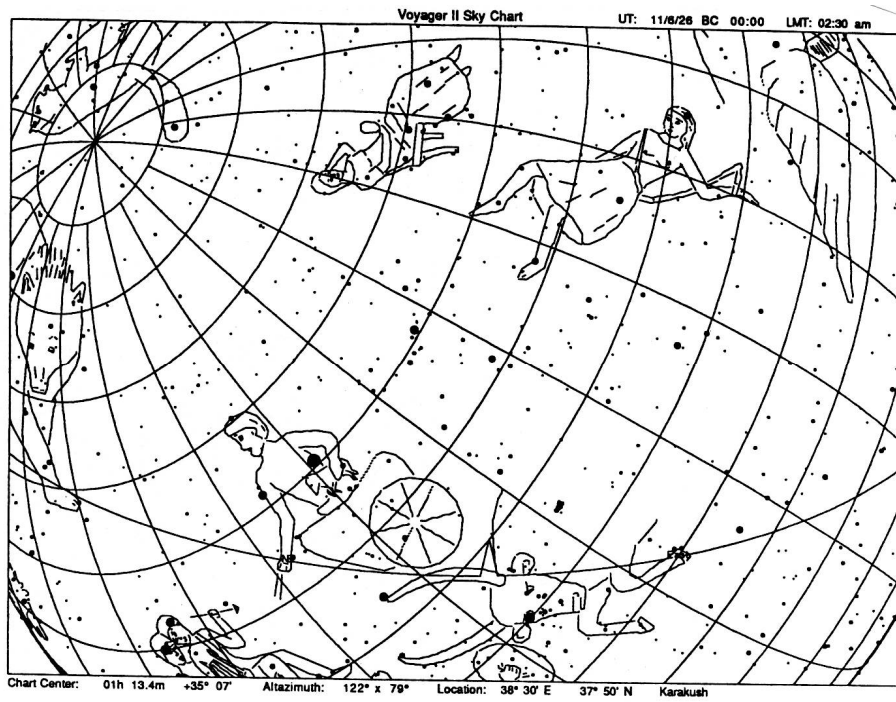 Voyager II Sky Chart UT: 11/6/26 BC 00:00 LMT: 02:30 am
Chart Center: 01h 13.4m +35° 07' Altazimuth: 122° x 79° Location: 38° 30' E 37° 50' N Karakush